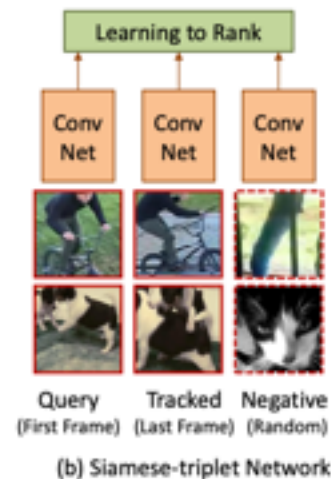 Learning to Rank
Conv Conv Conv
Net Net Net
Query Tracked Negative
(First Frame) (Last Frame) (Random)
(b) Siamese-triplet Network